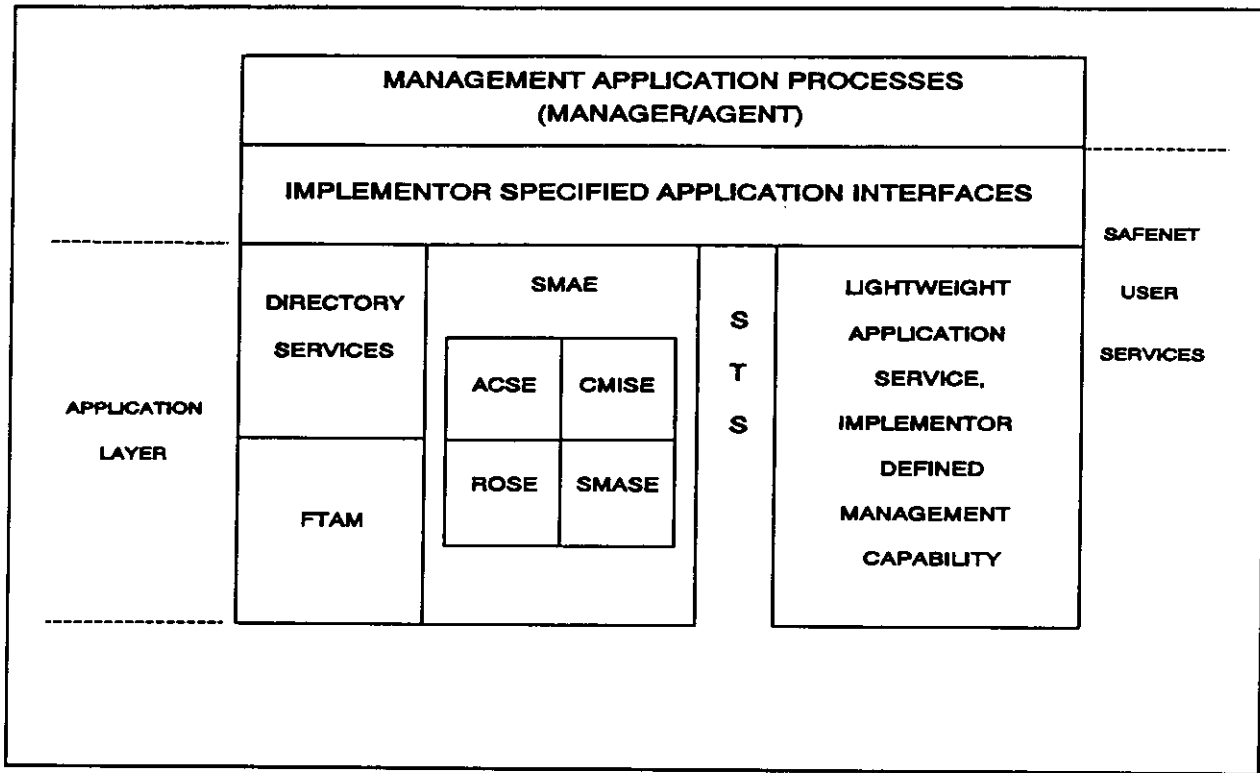 MANAGEMENT APPLICATION PROCESSES
(MANAGER/AGENT)
IMPLEMENTOR SPECIFIED APPLICATION INTERFACES
APPLICATION
LAYER
DIRECTORY
SERVICES
FTAM
SMAE
ACSE
CMISE
ROSE
SMASE
S
T
S
LIGHTWEIGHT
APPLICATION
SERVICE,
IMPLEMENTOR
DEFINED
MANAGEMENT
CAPABILITY
SAFENET
USER
SERVICES